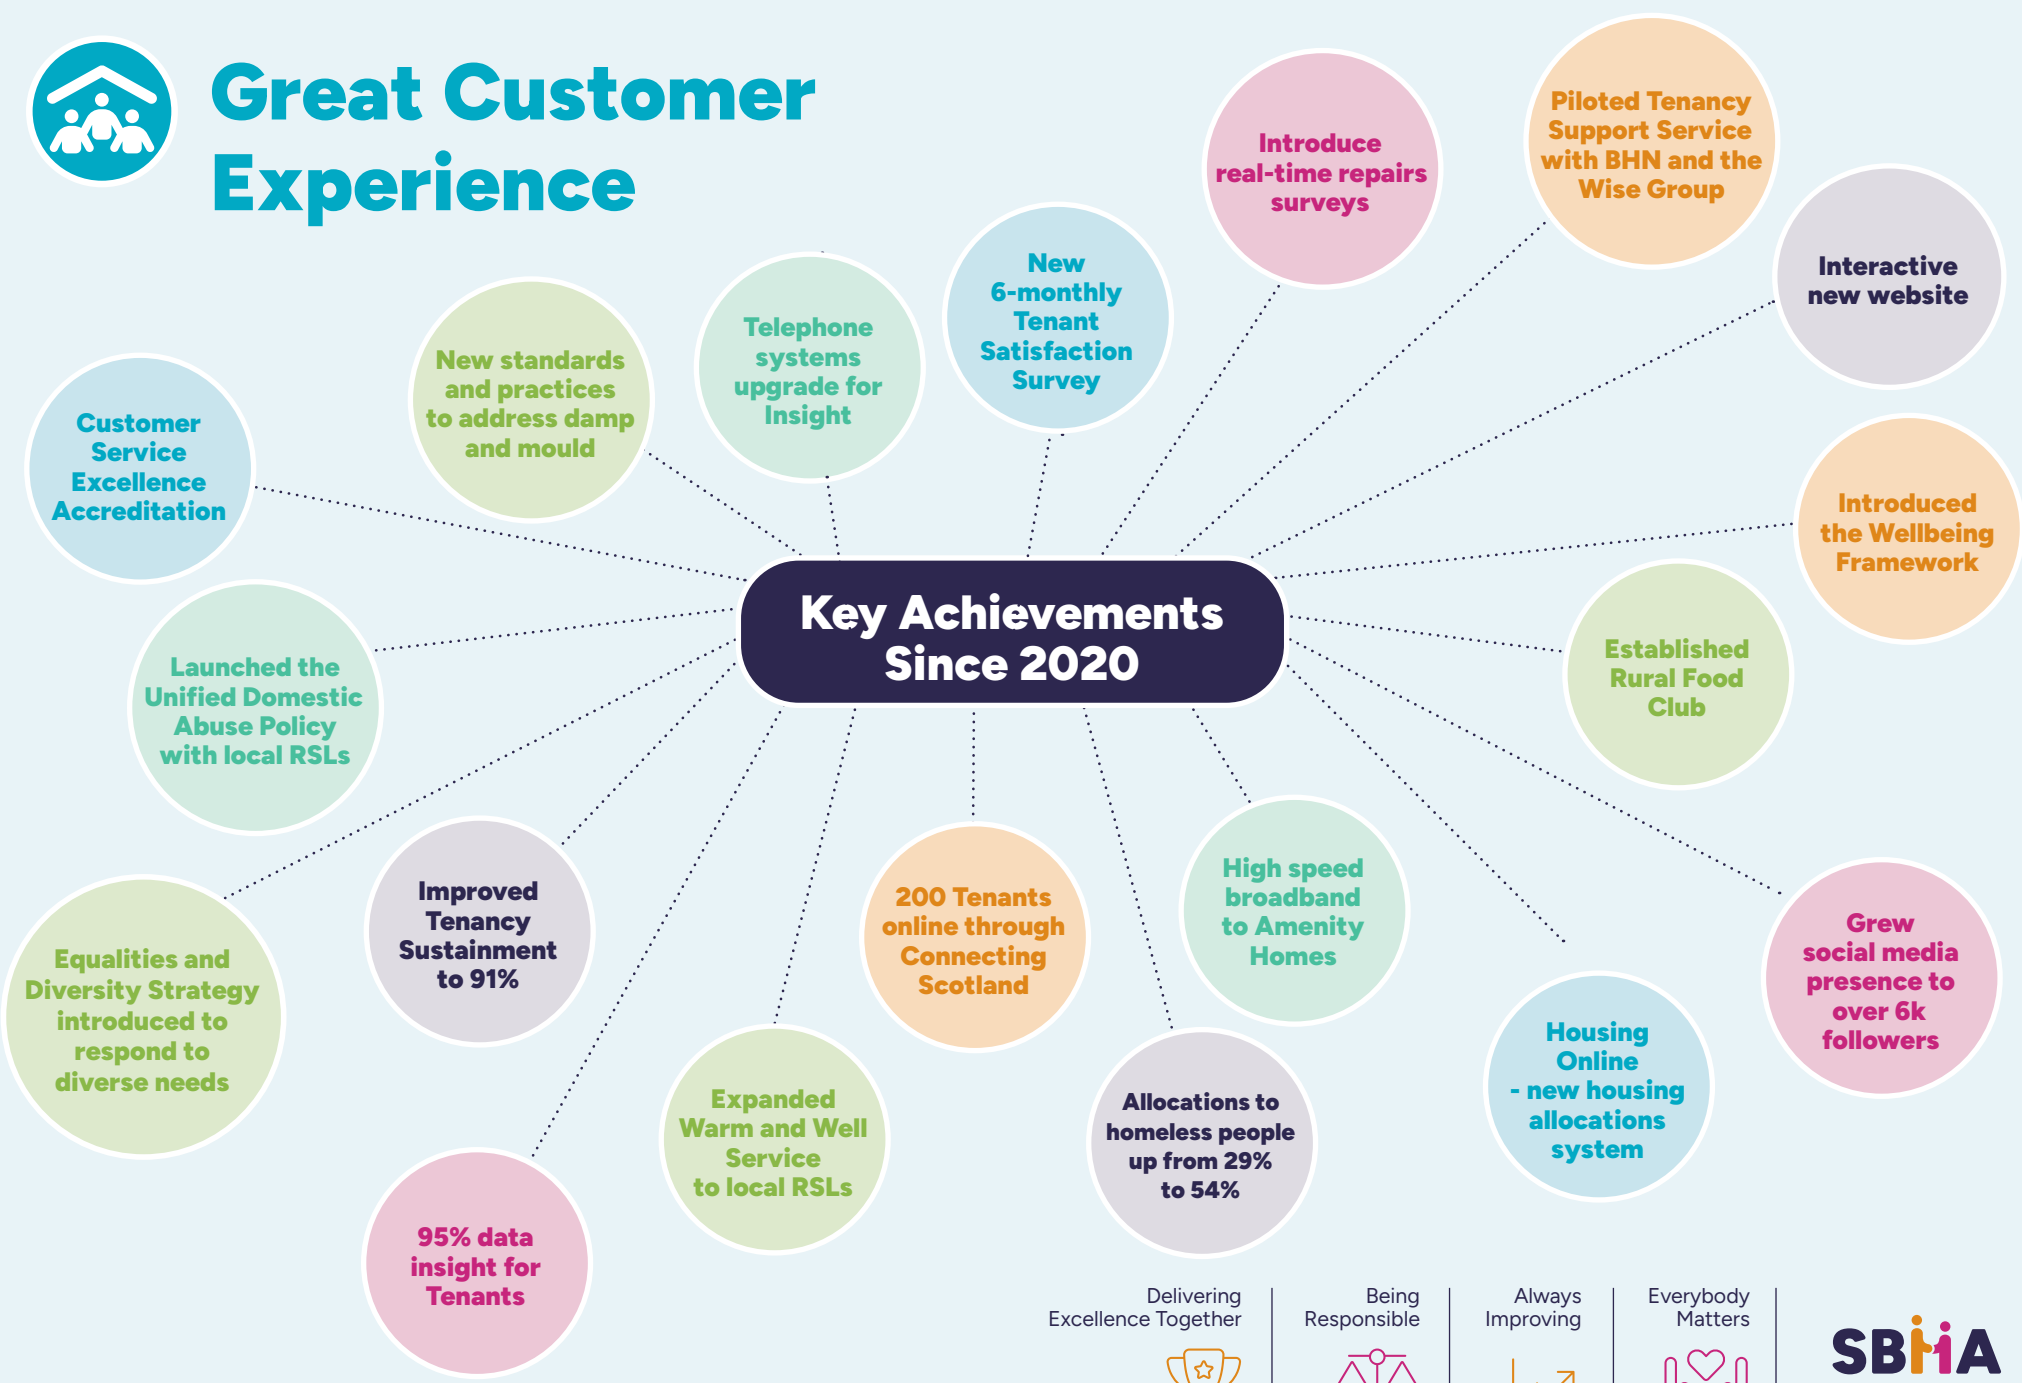 Great Customer
Experience
Introduce
real-time repairs
surveys
Piloted Tenancy
Support Service
with BHN and the
Wise Group
Interactive
new website
New
6-monthly
Tenant
Satisfaction
Survey
Telephone
systems
upgrade for
Insight
New standards
and practices
to address damp
and mould
Customer
Service
Excellence
Accreditation
Introduced
the Wellbeing
Framework
Key Achievements
Since 2020
Established
Rural Food
Club
Launched the
Unified Domestic
Abuse Policy
with local RSLs
Improved
Tenancy
Sustainment
to 91%
200 Tenants
online through
Connecting
Scotland
High speed
broadband
to Amenity
Homes
Grew
social media
presence to
over 6k
followers
Equalities and
Diversity Strategy
introduced to
respond to
diverse needs
Expanded
Warm and Well
Service
to local RSLs
Allocations to
homeless people
up from 29%
to 54%
Housing
Online
- new housing
allocations
system
95% data
insight for
Tenants
Delivering
Excellence Together
Being
Responsible
Always
Improving
Everybody
Matters
SBHA